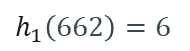 h₁(662) = 6